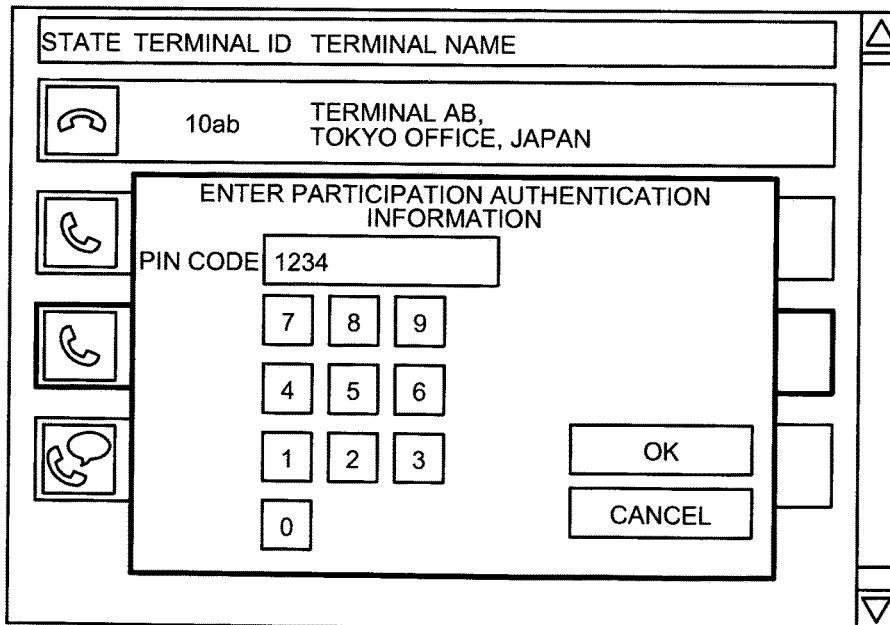 STATE TERMINAL ID TERMINAL NAME
10ab
TERMINAL AB,
TOKYO OFFICE, JAPAN
ENTER PARTICIPATION AUTHENTICATION
INFORMATION
PIN CODE 1234
7 8 9
4 5 6
1 2 3
0
OK
CANCEL